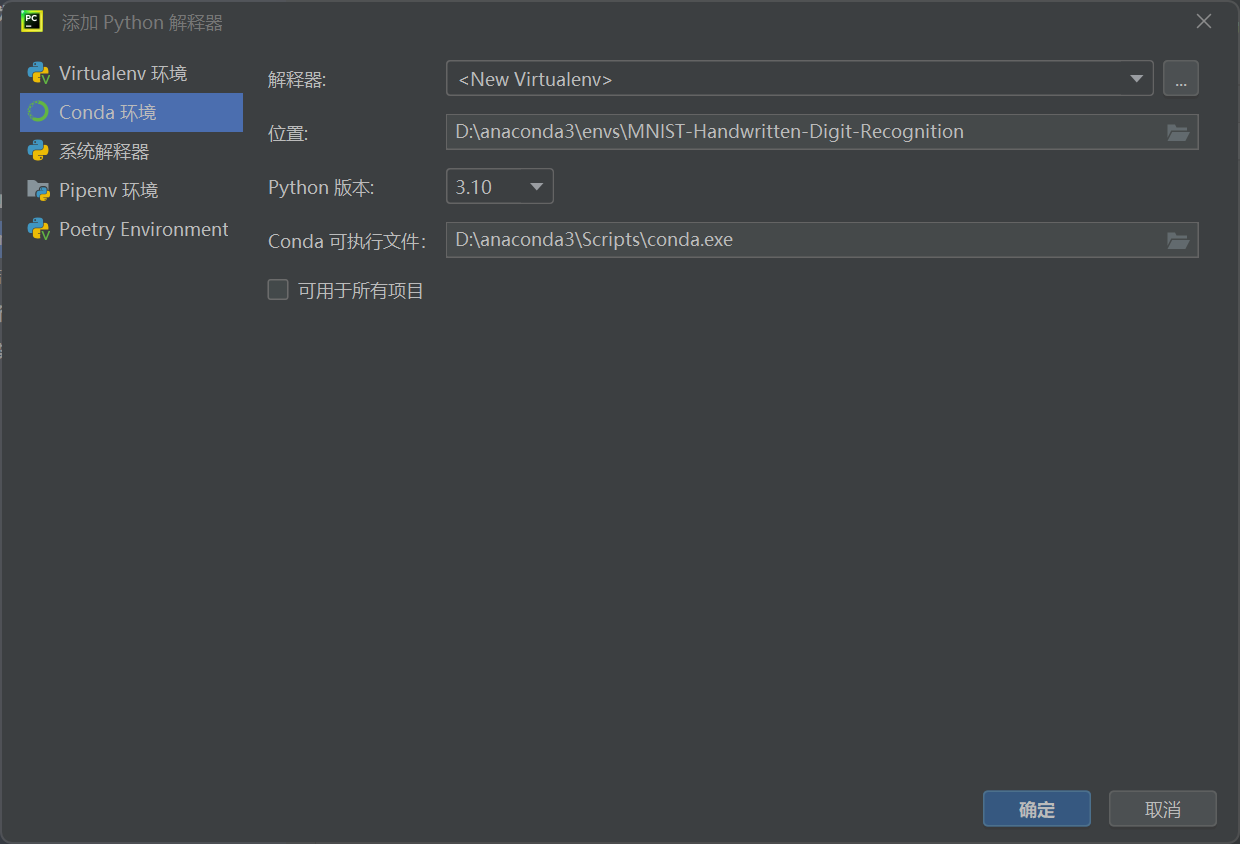 PC
添加 Python 解释器
Virtualenv 环境
Conda 环境
系统解释器
Pipenv 环境
Poetry Environment
解释器:
<New Virtualenv>
...
位置:
D:\anaconda3\envs\MNIST-Handwritten-Digit-Recognition
Python 版本:
3.10
Conda 可执行文件:
D:\anaconda3\Scripts\conda.exe
可用于所有项目
确定
取消